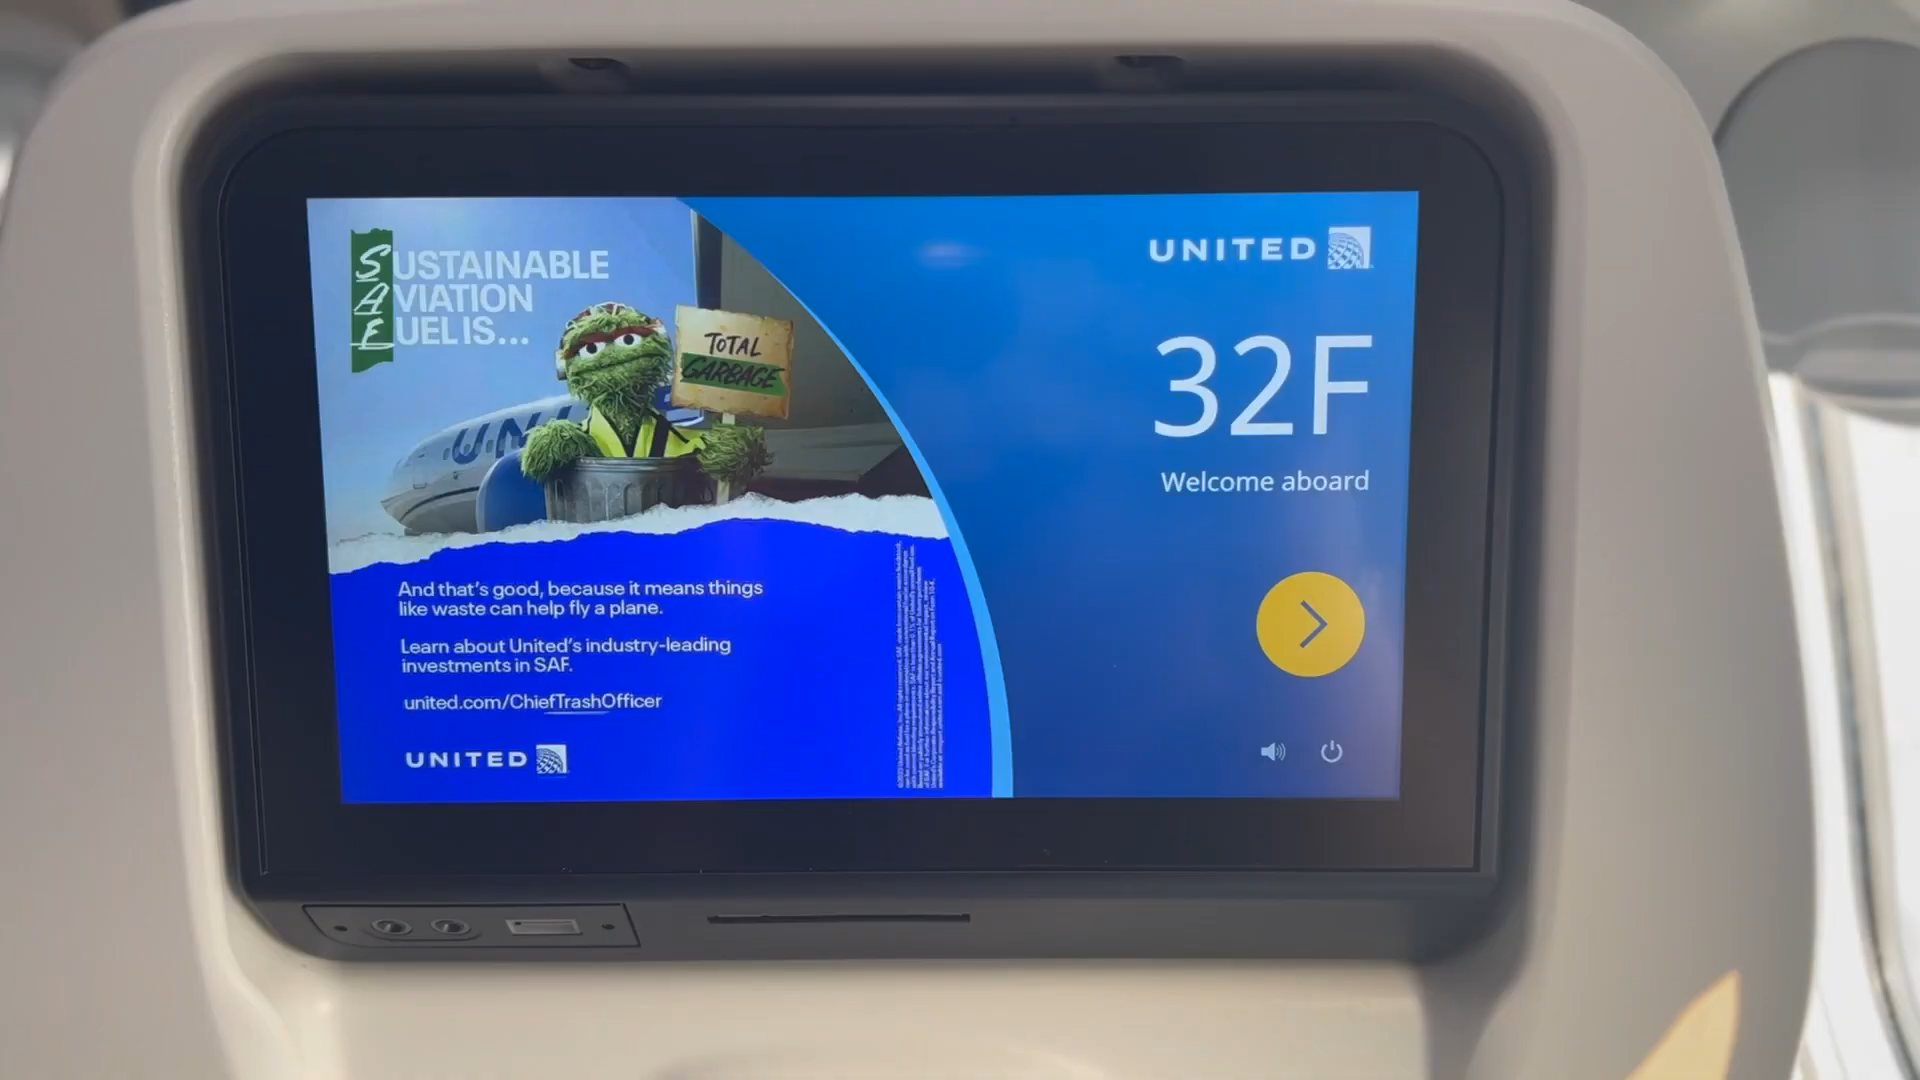 SUSTAINABLE
AVIATION
FUEL IS...
TOTAL
GARBAGE
UNI
And that's good, because it means things
like waste can help fly a plane.
Learn about United's industry-leading
investments in SAF.
united.com/ChiefTrashOfficer
UNITED
UNITED
32F
Welcome aboard